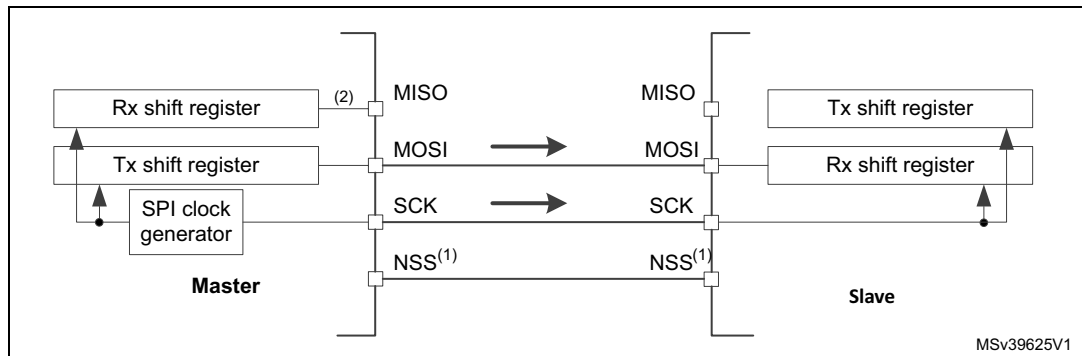 MISO
MISO
Rx shift register
(2)
Tx shift register
MOSI
MOSI
Tx shift register
Rx shift register
SPI clock
generator
SCK
SCK
NSS(1)
NSS(1)
Master
Slave
MSv39625V1